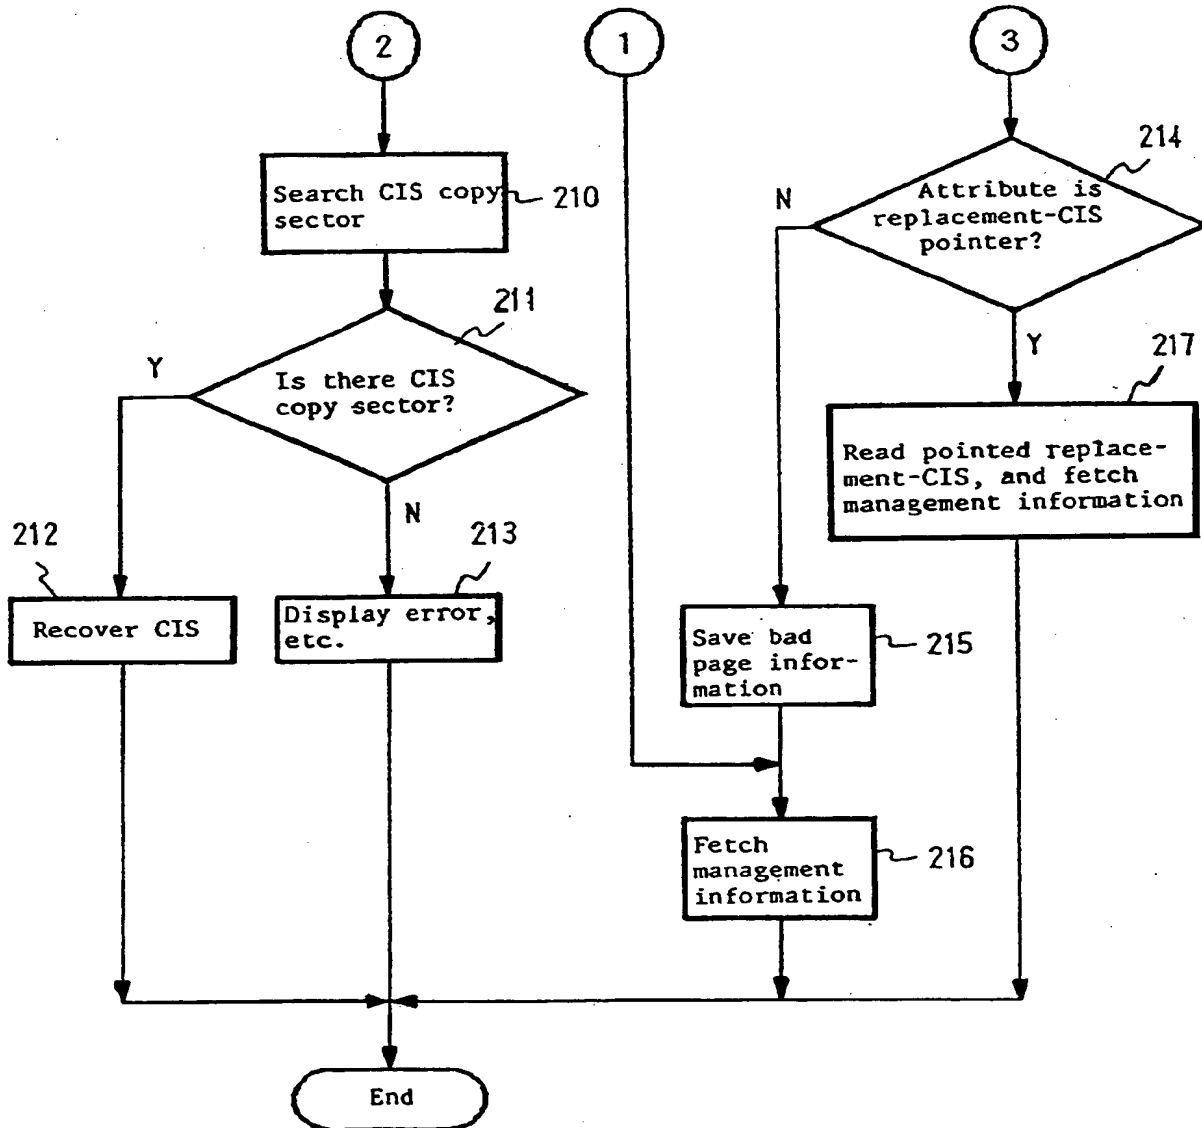 2
1
3
Search CIS copy
sector
210
211
Y
Is there CIS
copy sector?
N
212
Recover CIS
213
Display error,
etc.
214
N
Attribute is
replacement-CIS
pointer?
Y
217
Read pointed replace-
ment-CIS, and fetch
management information
Save bad
page infor-
mation
215
Fetch
management
information
216
End